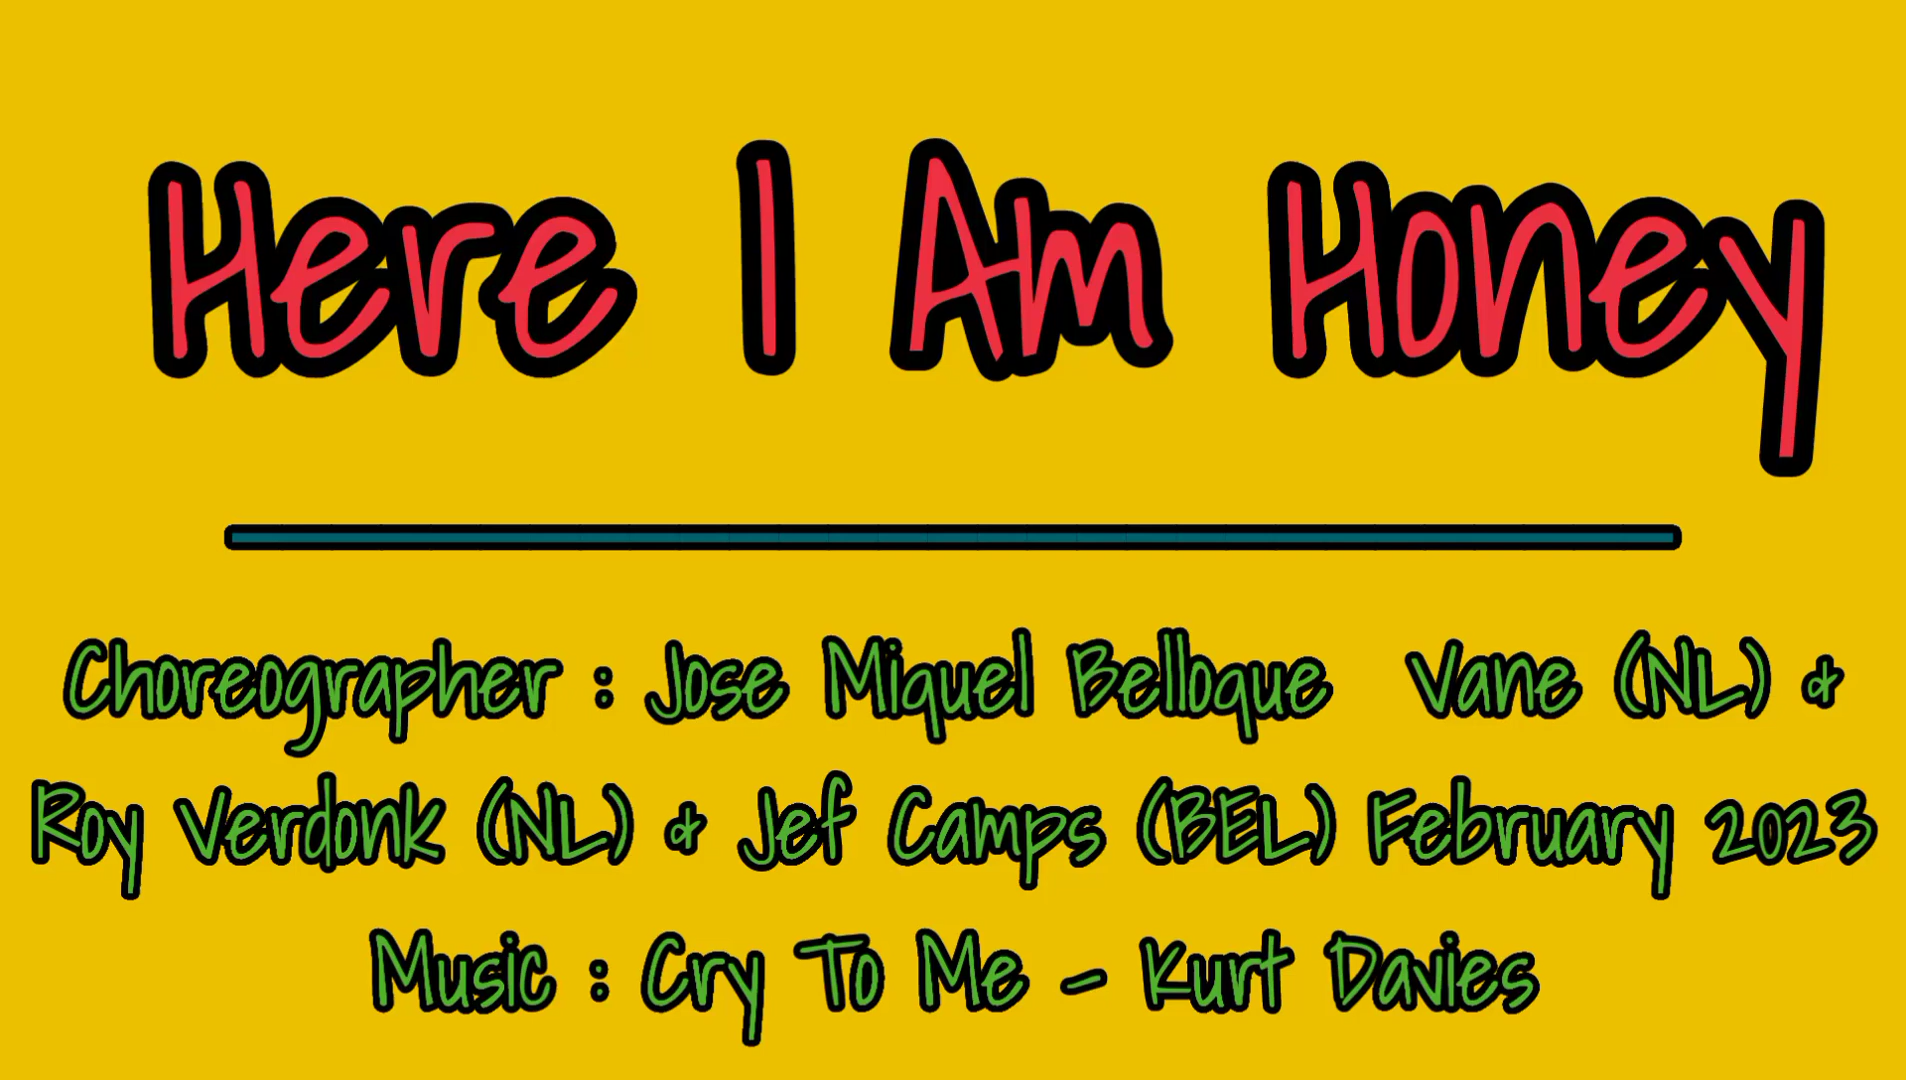 Here I Am Honey
Choreographer : Jose Miquel Belloque Vane (NL) &
Roy Verdonk (NL) & Jef Camps (BEL) February 2023
Music : Cry To Me - Kurt Davies